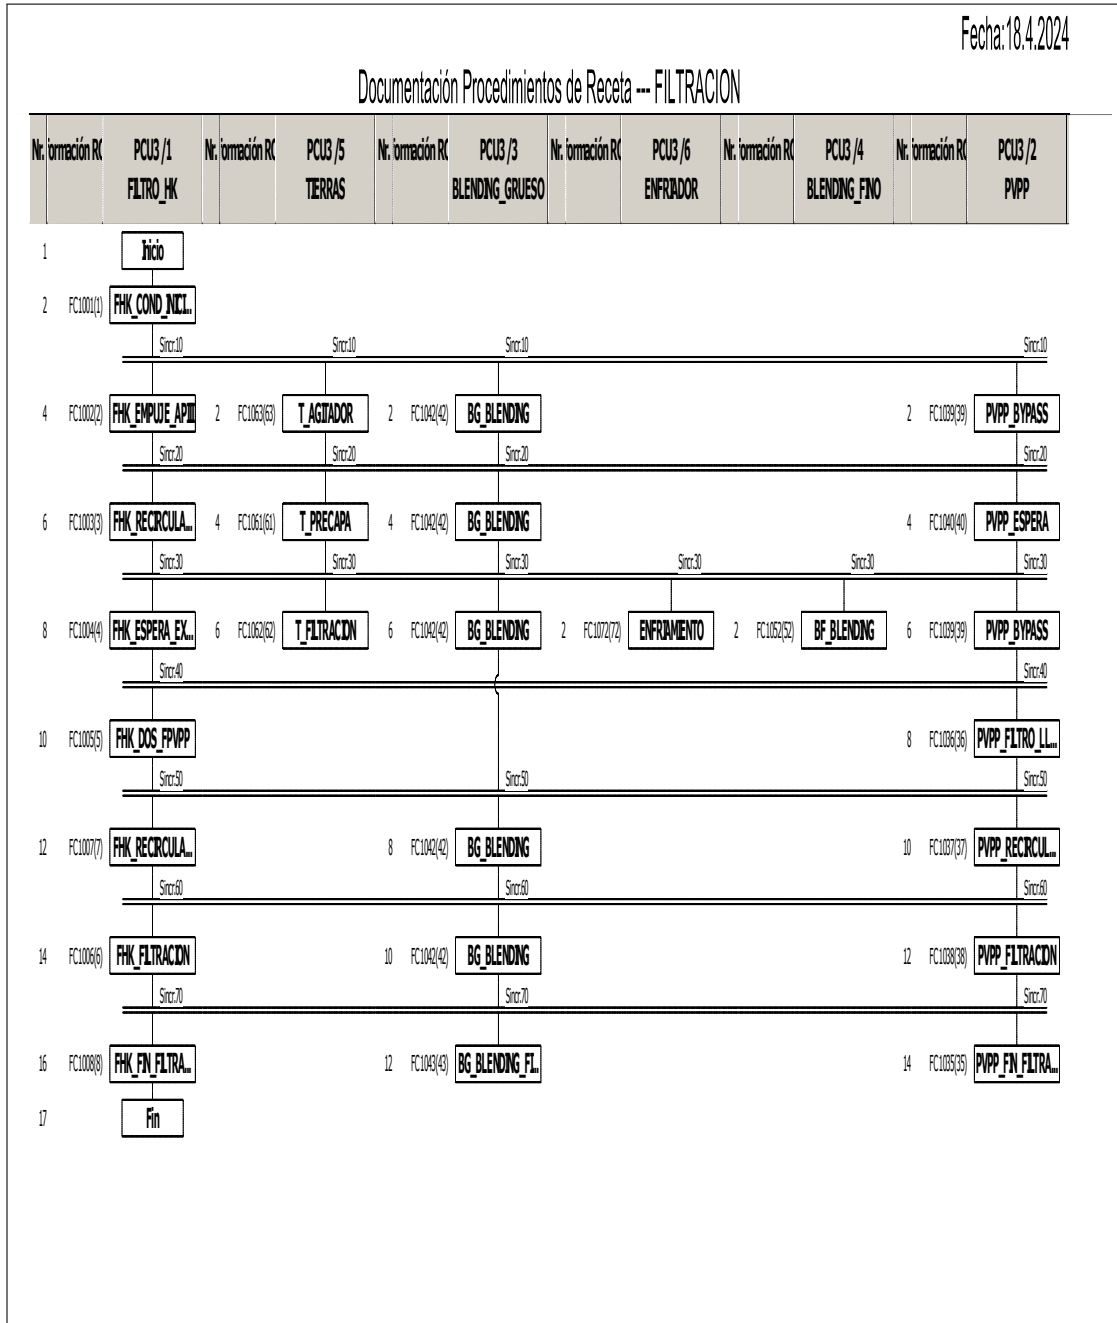 Fecha:18.4.2024
Documentación Procedimientos de Receta --- FILTRACION
Nr. formación RO PCU3 /1 Nr. formación RO PCU3 /5 Nr. formación RO PCU3 /3 Nr. formación RO PCU3 /6 Nr. formación RO PCU3 /4 Nr. formación RO PCU3 /2
FILTRO_HK TIERRAS BLENDING_GRUESO ENFRIADOR BLENDING_FINO PVPP
1 Inicio
2 FC1001(1) FHK_COND_INICI...
Sincr.10 Sincr.10 Sincr.10 Sincr.10
4 FC1002(2) FHK_EMPUJE_APIII 2 FC1063(63) T_AGITADOR 2 FC1042(42) BG_BLENDING 2 FC1039(39) PVPP_BYPASS
Sincr.20 Sincr.20 Sincr.20 Sincr.20
6 FC1003(3) FHK_RECIRCULA... 4 FC1061(61) T_PRECAPA 4 FC1042(42) BG_BLENDING 4 FC1040(40) PVPP_ESPERA
Sincr.30 Sincr.30 Sincr.30 Sincr.30 Sincr.30 Sincr.30
8 FC1004(4) FHK_ESPERA_EX... 6 FC1062(62) T_FILTRACION 6 FC1042(42) BG_BLENDING 2 FC1072(72) ENFRIAMIENTO 2 FC1052(52) BF_BLENDING 6 FC1039(39) PVPP_BYPASS
Sincr.40 Sincr.40
10 FC1005(5) FHK_DOS_FPVPP 8 FC1036(36) PVPP_FILTRO_LL...
Sincr.50 Sincr.50 Sincr.50
12 FC1007(7) FHK_RECIRCULA... 8 FC1042(42) BG_BLENDING 10 FC1037(37) PVPP_RECIRCUL...
Sincr.60 Sincr.60 Sincr.60
14 FC1006(6) FHK_FILTRACION 10 FC1042(42) BG_BLENDING 12 FC1038(38) PVPP_FILTRACION
Sincr.70 Sincr.70 Sincr.70
16 FC1008(8) FHK_FIN_FILTRA... 12 FC1043(43) BG_BLENDING_FI... 14 FC1035(35) PVPP_FIN_FILTRA...
17 Fin